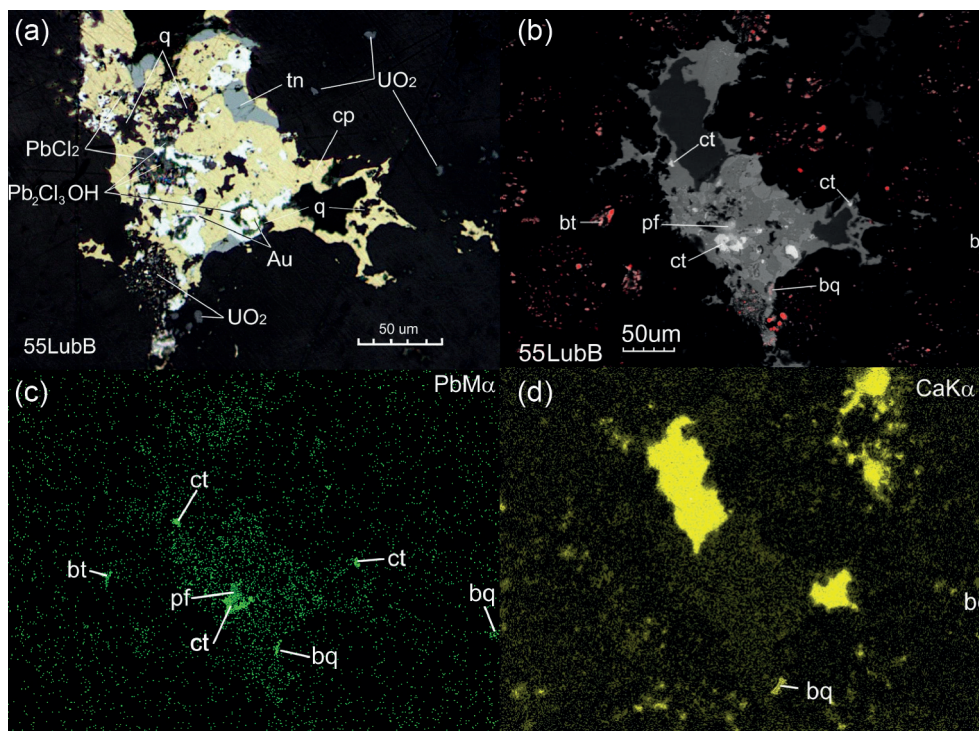 (a)
q
tn
UO2
cp
PbCl2
Pb2Cl3OH
q
Au
UO2
55LubB
50 um
(b)
ct
ct
bt
pf
ct
bq
b
55LubB
50um
(c)
PbMα
ct
bt
ct
pf
bq
ct
bq
(d)
CaKα
b
bq